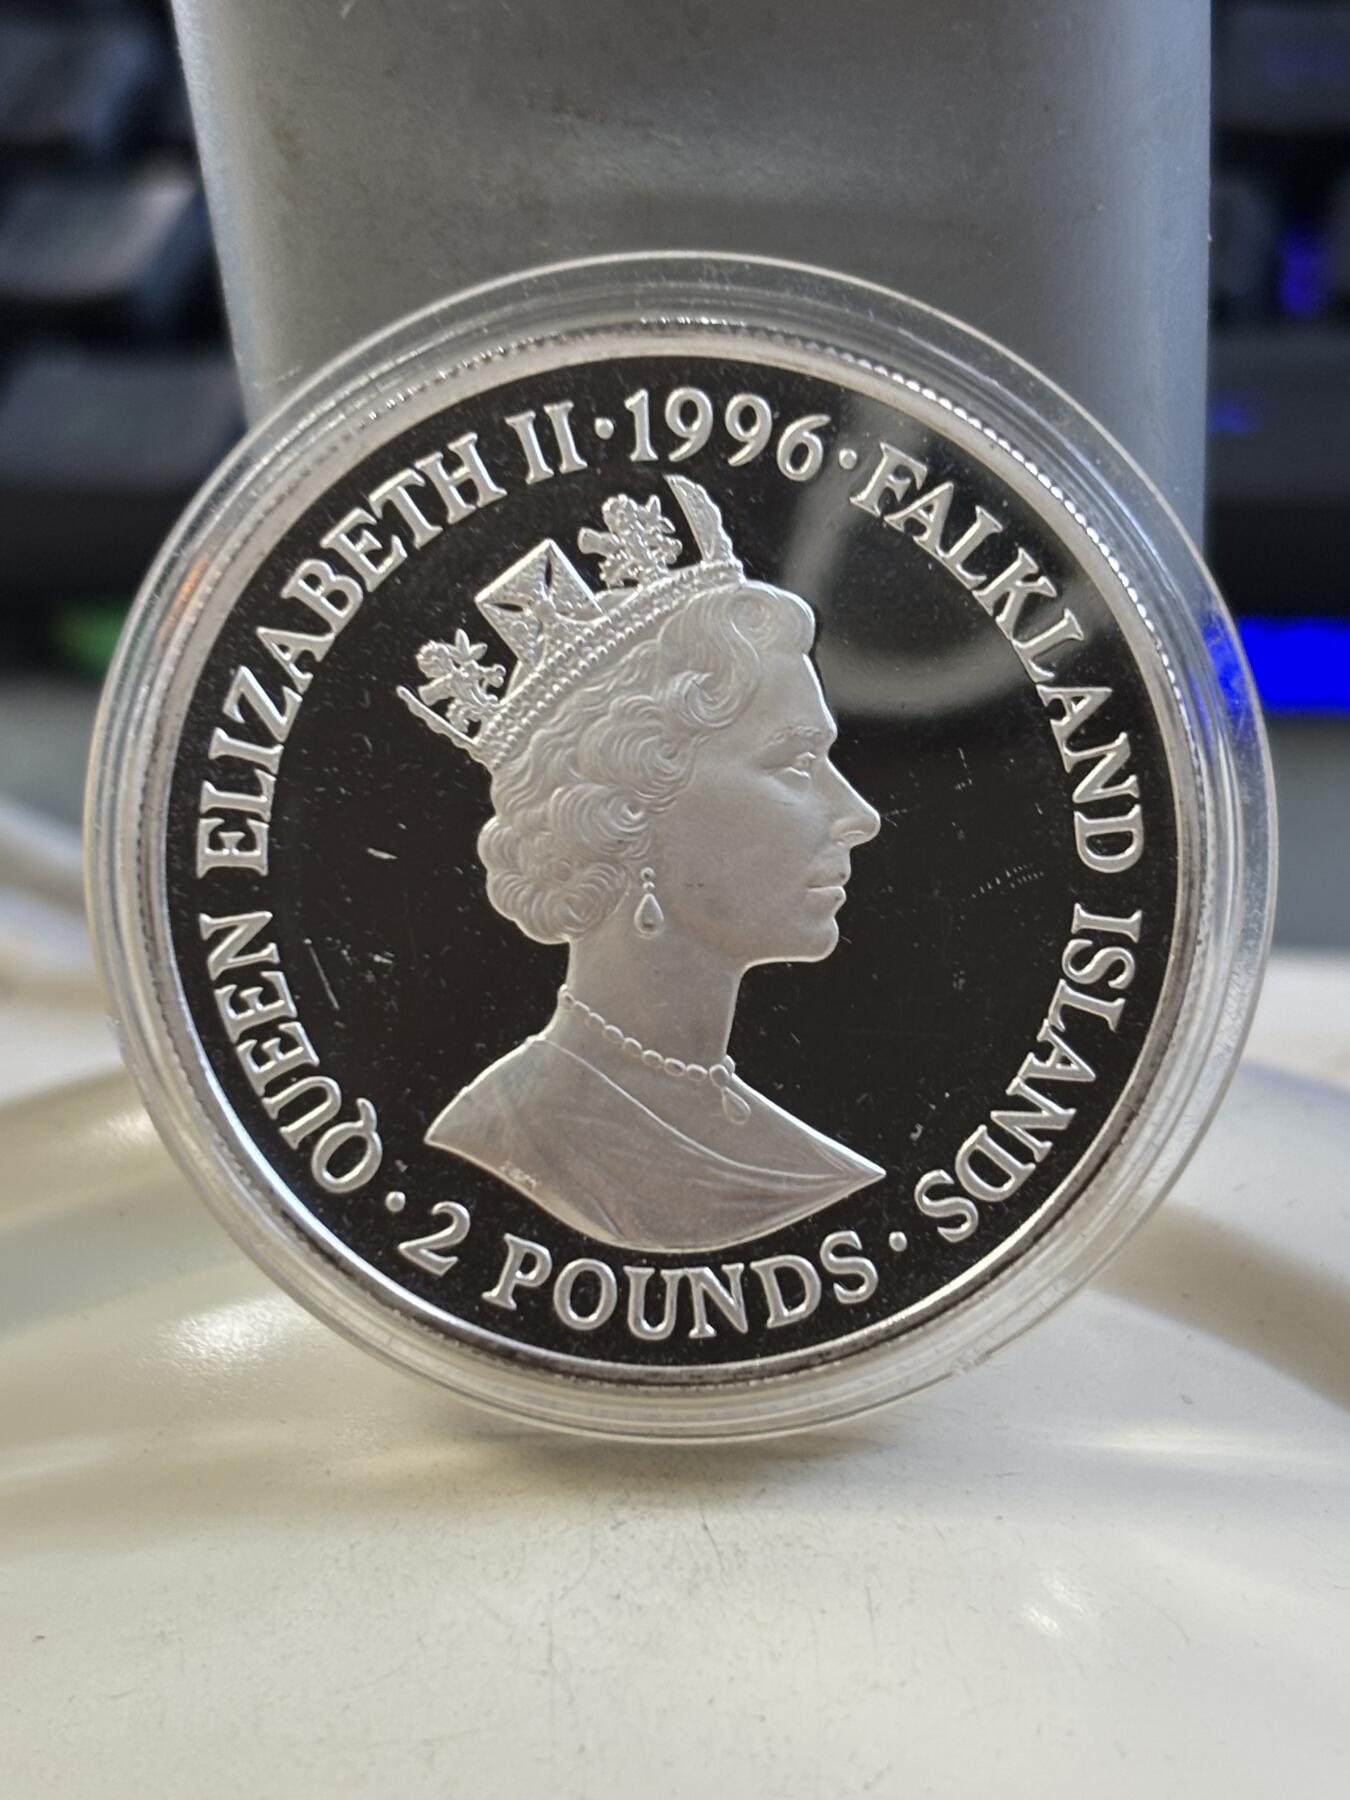 QUEEN ELIZABETH II · 1996 · FALKLAND ISLANDS · 2 POUNDS ·